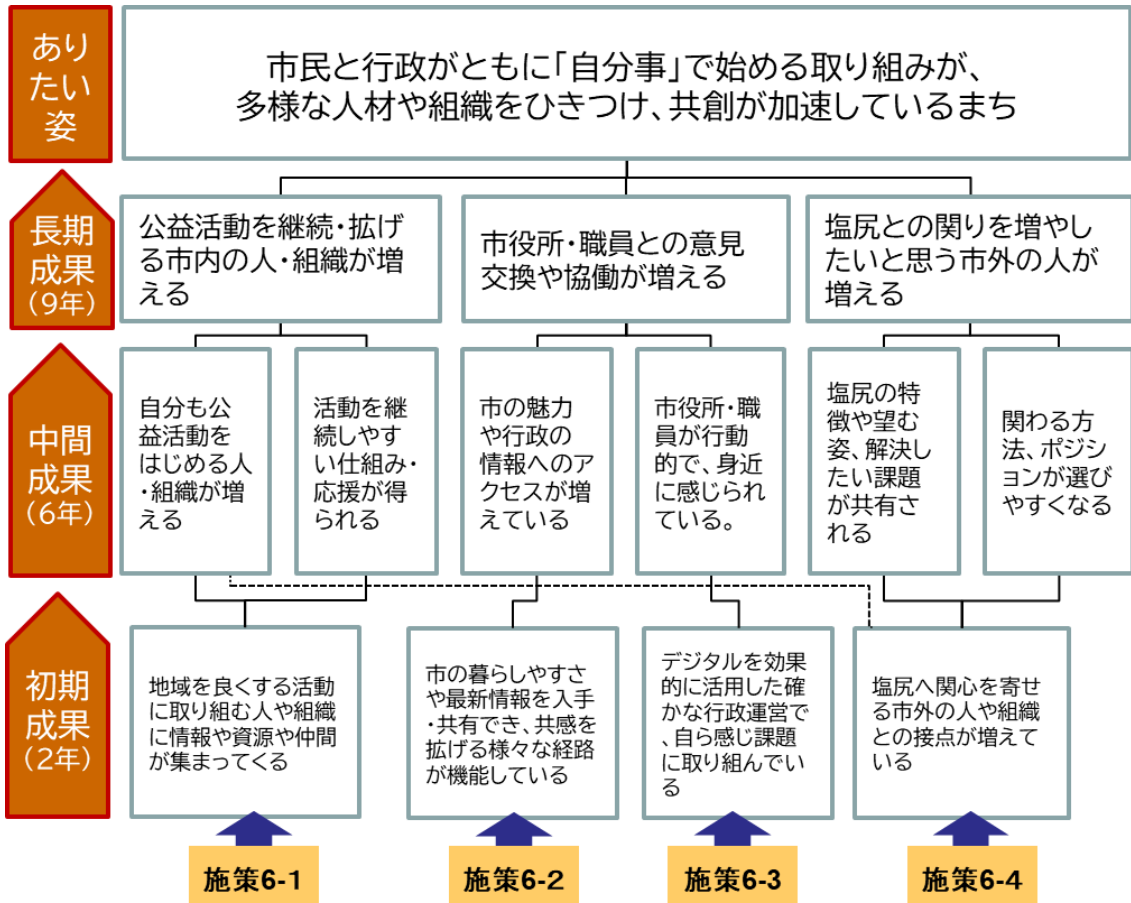 あり
たい
姿
市民と行政がともに「自分事」で始める取り組みが、
多様な人材や組織をひきつけ、共創が加速しているまち
長期
成果
(9年)
公益活動を継続・拡げ
る市内の人・組織が増
える
市役所・職員との意見
交換や協働が増える
塩尻との関りを増やし
たいと思う市外の人が
増える
中間
成果
(6年)
自分も公
益活動を
はじめる人
・組織が増
える
活動を継
続しやす
い仕組み・
応援が得
られる
市の魅力
や行政の
情報へのア
クセスが増
えている
市役所・職
員が行動
的で、身近
に感じられ
ている。
塩尻の特
徴や望む
姿、解決し
たい課題
が共有さ
れる
関わる方
法、ポジシ
ョンが選び
やすくなる
初期
成果
(2年)
地域を良くする活動
に取り組む人や組織
に情報や資源や仲間
が集まってくる
市の暮らしやすさ
や最新情報を入手
・共有でき、共感を
拡げる様々な経路
が機能している
デジタルを効果
的に活用した確
かな行政運営で
、自ら感じ課題
に取り組んでい
る
塩尻へ関心を寄せ
る市外の人や組織
との接点が増えて
いる
施策6-1
施策6-2
施策6-3
施策6-4